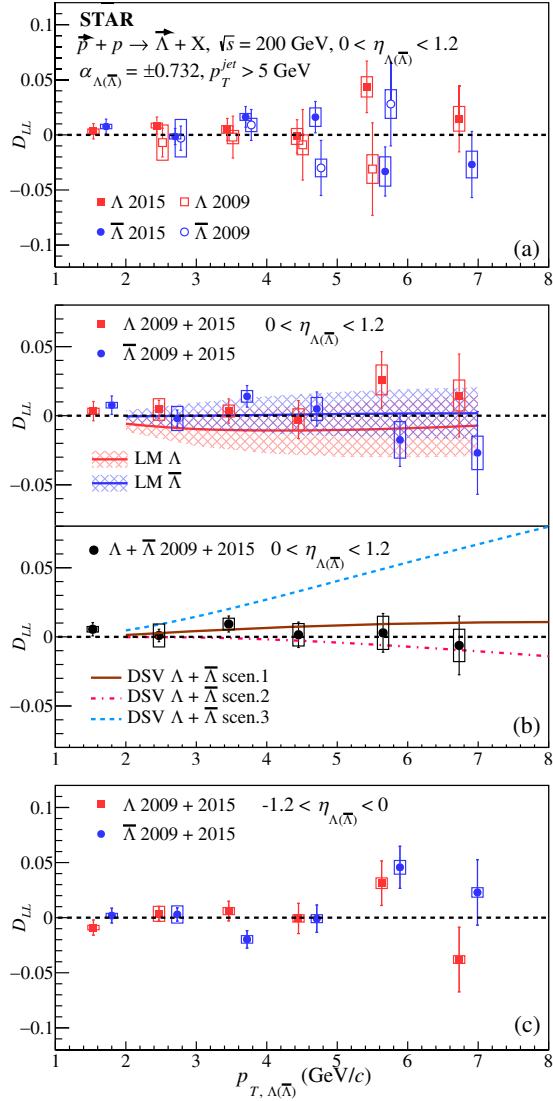 STAR
p + p → Λ + X, √s = 200 GeV, 0 < η_Λ(Λ̅) < 1.2
α_Λ(Λ̅) = ±0.732, p_T^jet > 5 GeV
D_LL
0.1
0.05
0
−0.05
−0.1
Λ 2015 Λ 2009
Λ̅ 2015 Λ̅ 2009
(a)
1 2 3 4 5 6 7 8
Λ 2009 + 2015 0 < η_Λ(Λ̅) < 1.2
Λ̅ 2009 + 2015
D_LL
0.05
0
−0.05
LM Λ
LM Λ̅
Λ + Λ̅ 2009 + 2015 0 < η_Λ(Λ̅) < 1.2
D_LL
0.05
0
−0.05
DSV Λ + Λ̅ scen.1
DSV Λ + Λ̅ scen.2
DSV Λ + Λ̅ scen.3
(b)
1 2 3 4 5 6 7 8
Λ 2009 + 2015 -1.2 < η_Λ(Λ̅) < 0
Λ̅ 2009 + 2015
D_LL
0.1
0.05
0
−0.05
−0.1
(c)
1 2 3 4 5 6 7 8
p_T, Λ(Λ̅) (GeV/c)